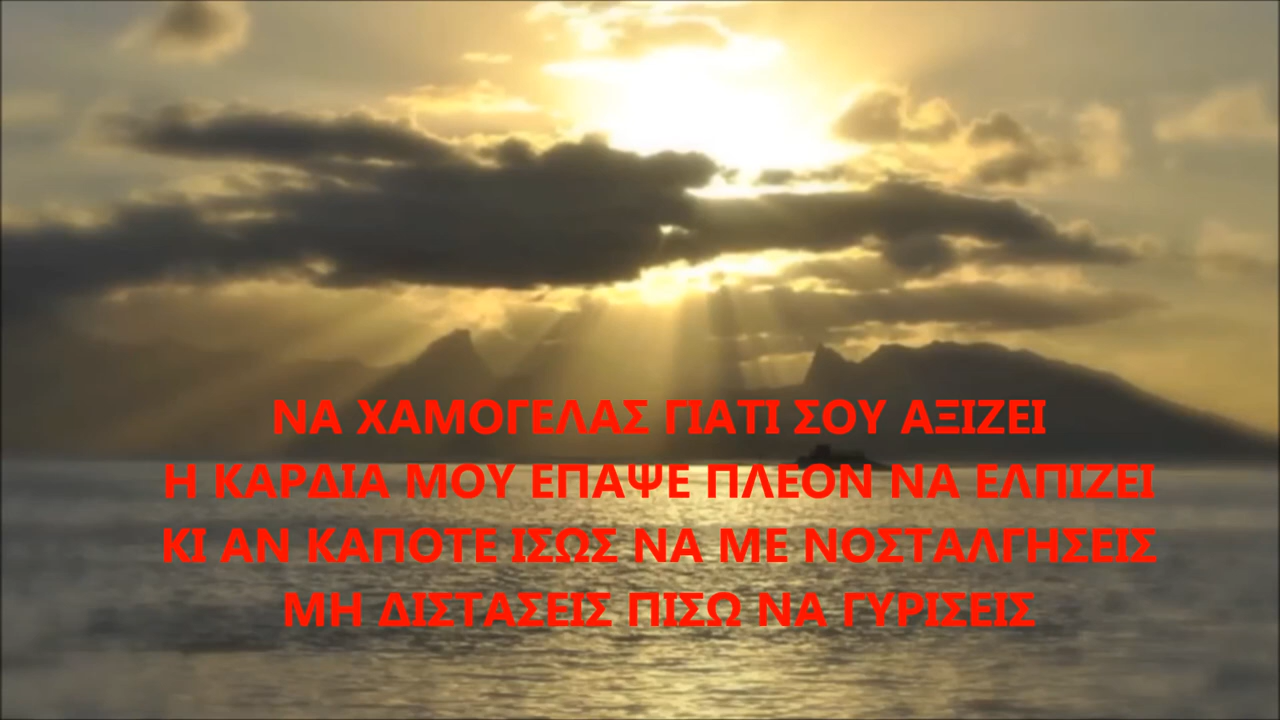 ΝΑ ΧΑΜΟΓΕΛΑΣ ΓΙΑΤΙ ΣΟΥ ΑΞΙΖΕΙ
Η ΚΑΡΔΙΑ ΜΟΥ ΕΠΑΨΕ ΠΛΕΟΝ ΝΑ ΕΛΠΙΖΕΙ
ΚΙ ΑΝ ΚΑΠΟΤΕ ΙΣΩΣ ΝΑ ΜΕ ΝΟΣΤΑΛΓΗΣΕΙΣ
ΜΗ ΔΙΣΤΑΣΕΙΣ ΠΙΣΩ ΝΑ ΓΥΡΙΣΕΙΣ